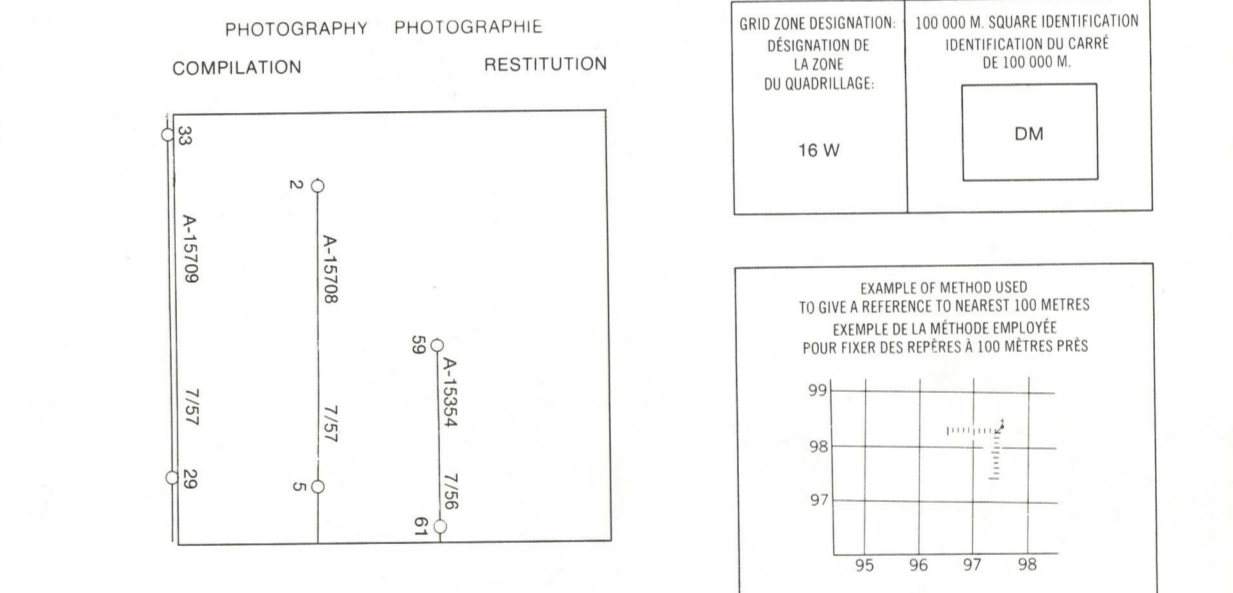 PHOTOGRAPHY PHOTOGRAPHIE
COMPILATION RESTITUTION
33
A-15709
7/57
29
2
A-15708
7/57
5
59
A-15354
7/56
61
GRID ZONE DESIGNATION:
DÉSIGNATION DE
LA ZONE
DU QUADRILLAGE:
16 W
100 000 M. SQUARE IDENTIFICATION
IDENTIFICATION DU CARRÉ
DE 100 000 M.
DM
EXAMPLE OF METHOD USED
TO GIVE A REFERENCE TO NEAREST 100 METRES
EXEMPLE DE LA MÉTHODE EMPLOYÉE
POUR FIXER DES REPÈRES À 100 MÈTRES PRÈS
99
98
97
95 96 97 98